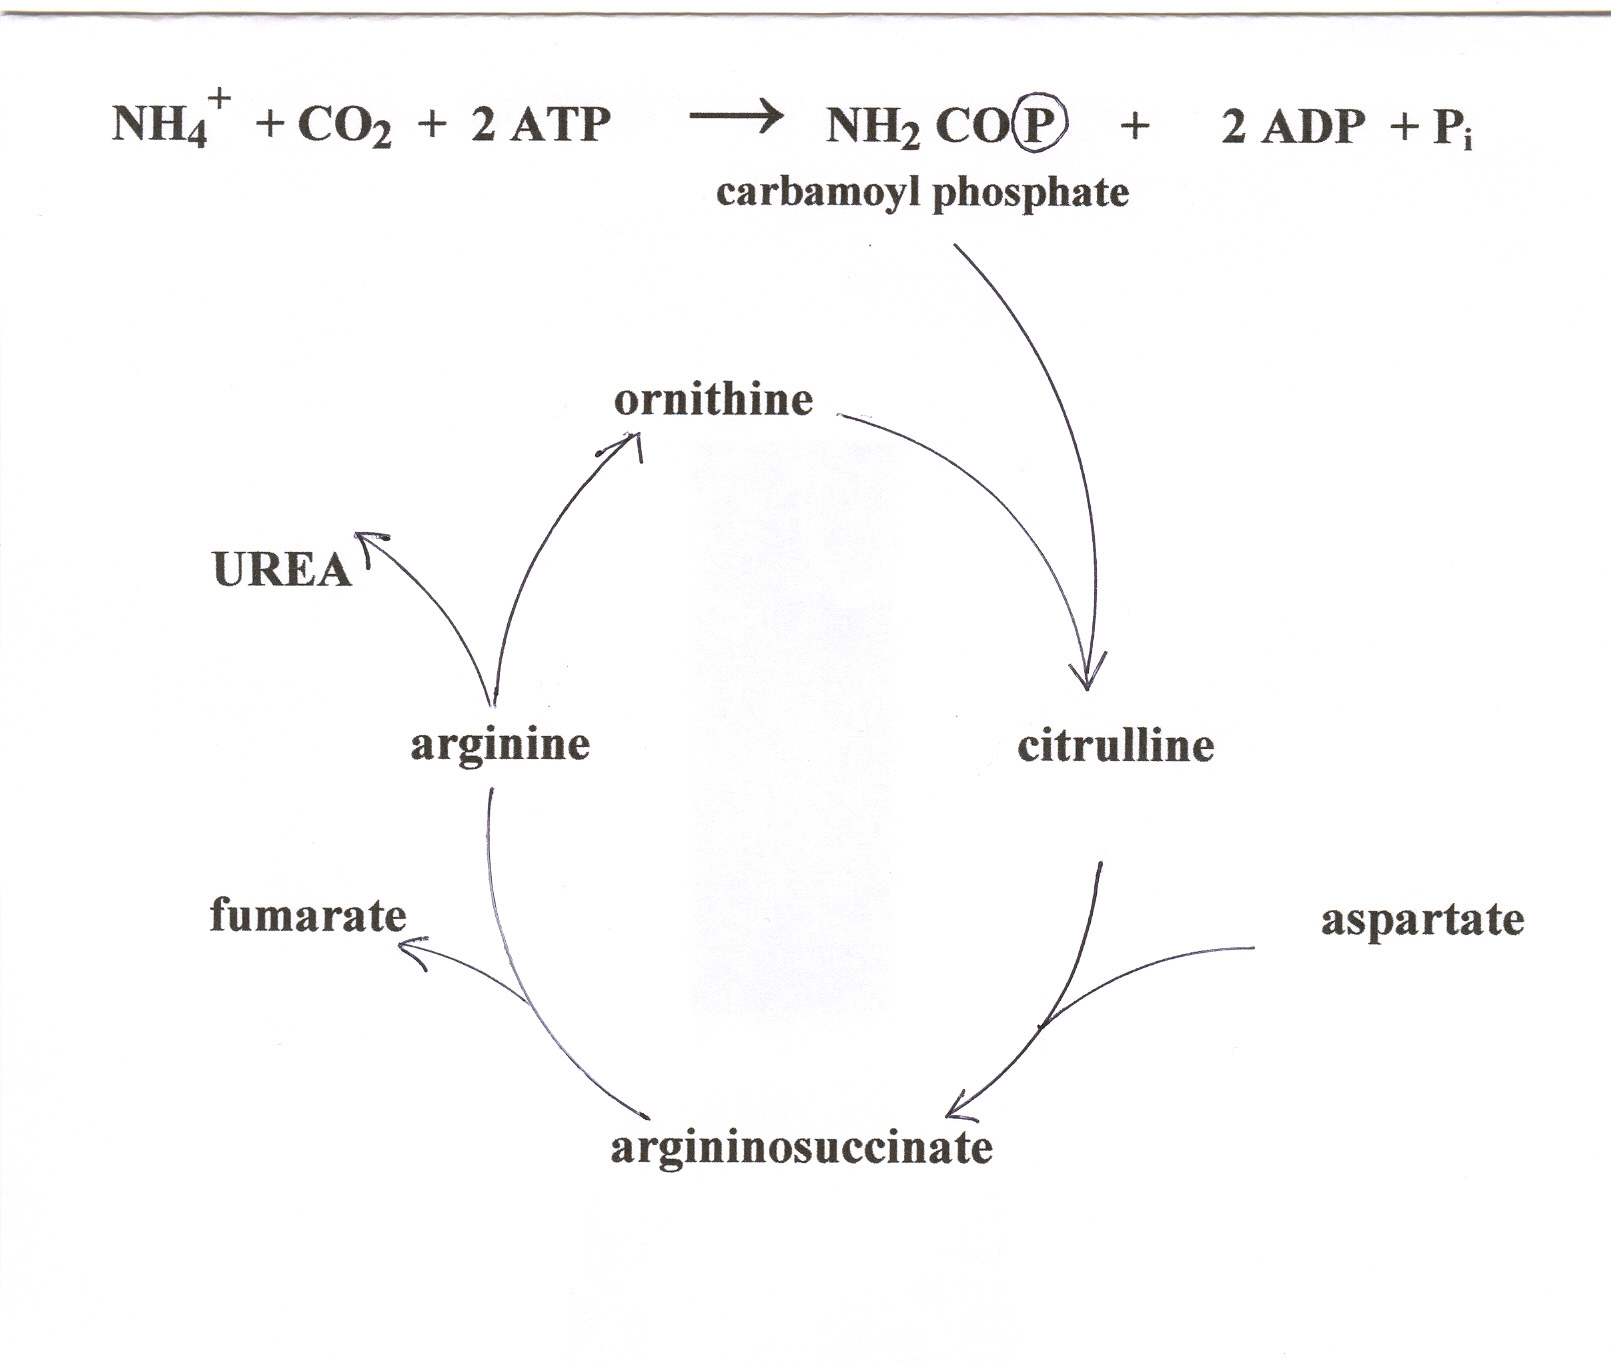 NH₄⁺ + CO₂ + 2 ATP → NH₂ COP + 2 ADP + Pᵢ
carbamoyl phosphate
ornithine
UREA
arginine
citrulline
fumarate
aspartate
argininosuccinate